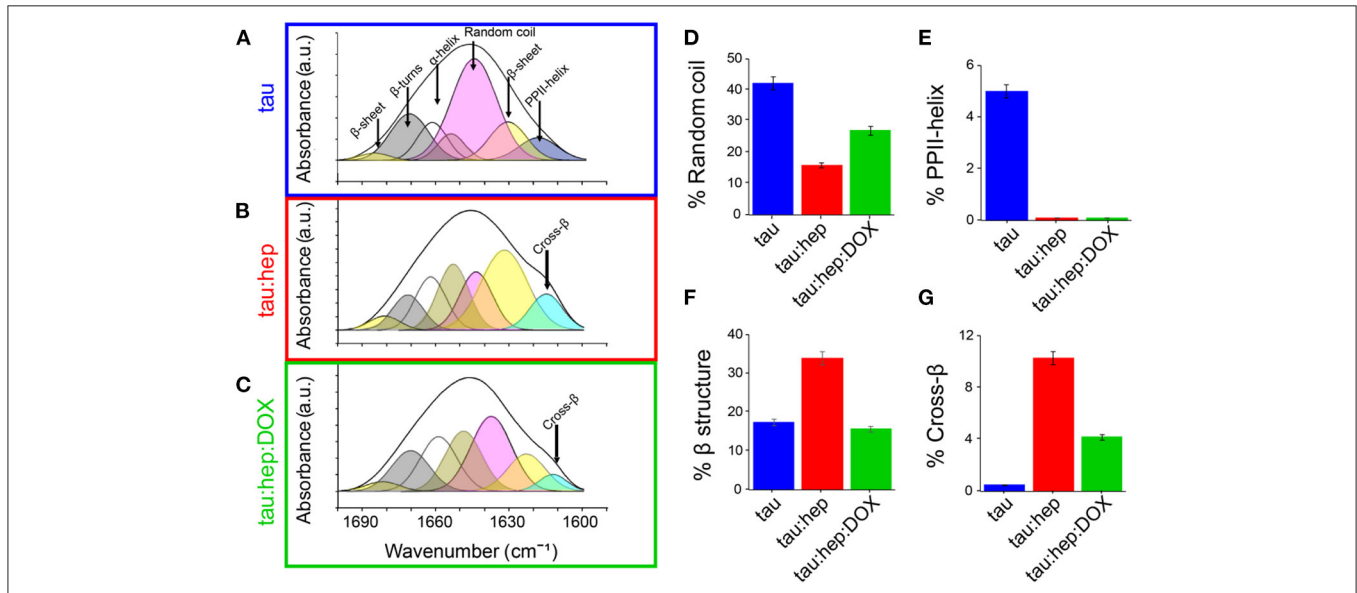 A
tau
Absorbance (a.u.)
β-sheet
β-turns
α-helix
Random coil
β-sheet
PPII-helix
B
tau:hep
Absorbance (a.u.)
Cross-β
C
tau:hep:DOX
Absorbance (a.u.)
Cross-β
1690 1660 1630 1600
Wavenumber (cm⁻¹)
D
% Random coil
50
40
30
20
10
0
tau
tau:hep
tau:hep:DOX
E
% PPII-helix
6
4
2
0
tau
tau:hep
tau:hep:DOX
F
% β structure
40
30
20
10
0
tau
tau:hep
tau:hep:DOX
G
% Cross-β
12
8
4
0
tau
tau:hep
tau:hep:DOX